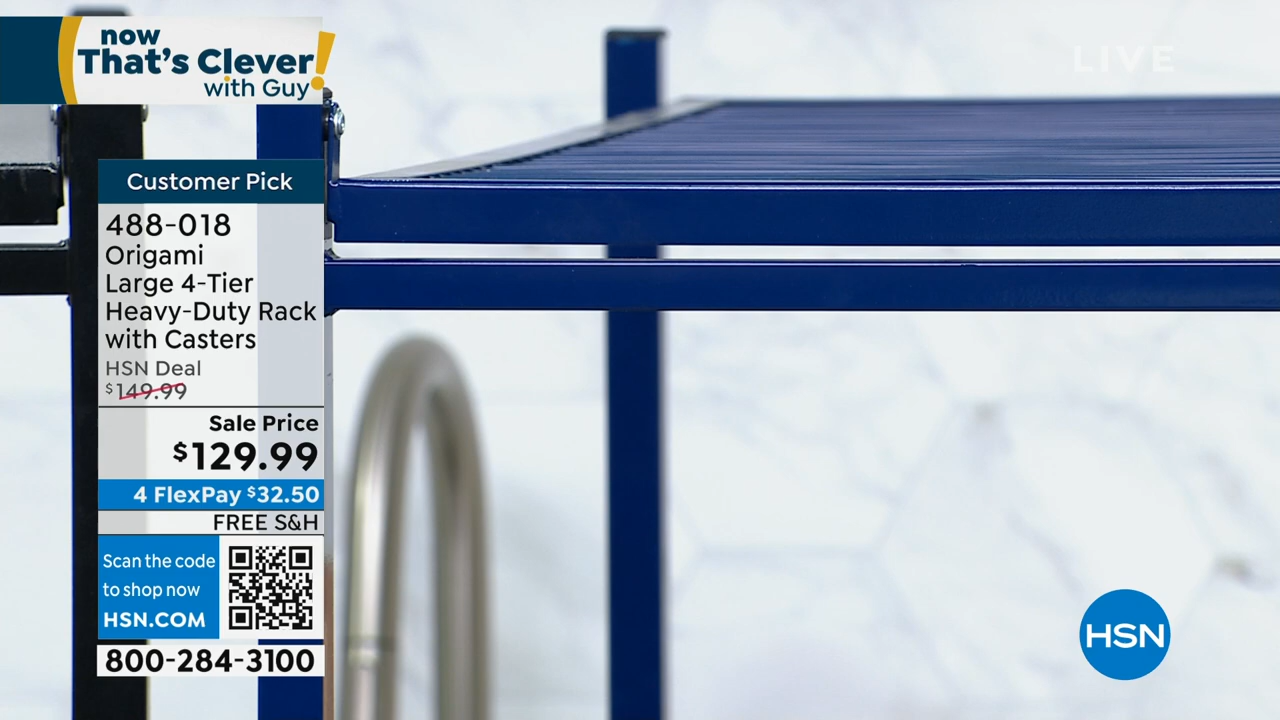 now
That's Clever!
with Guy
LIVE
Customer Pick
488-018
Origami
Large 4-Tier
Heavy-Duty Rack
with Casters
HSN Deal
$149.99
Sale Price
$129.99
4 FlexPay $32.50
FREE S&H
Scan the code
to shop now
HSN.COM
800-284-3100
HSN